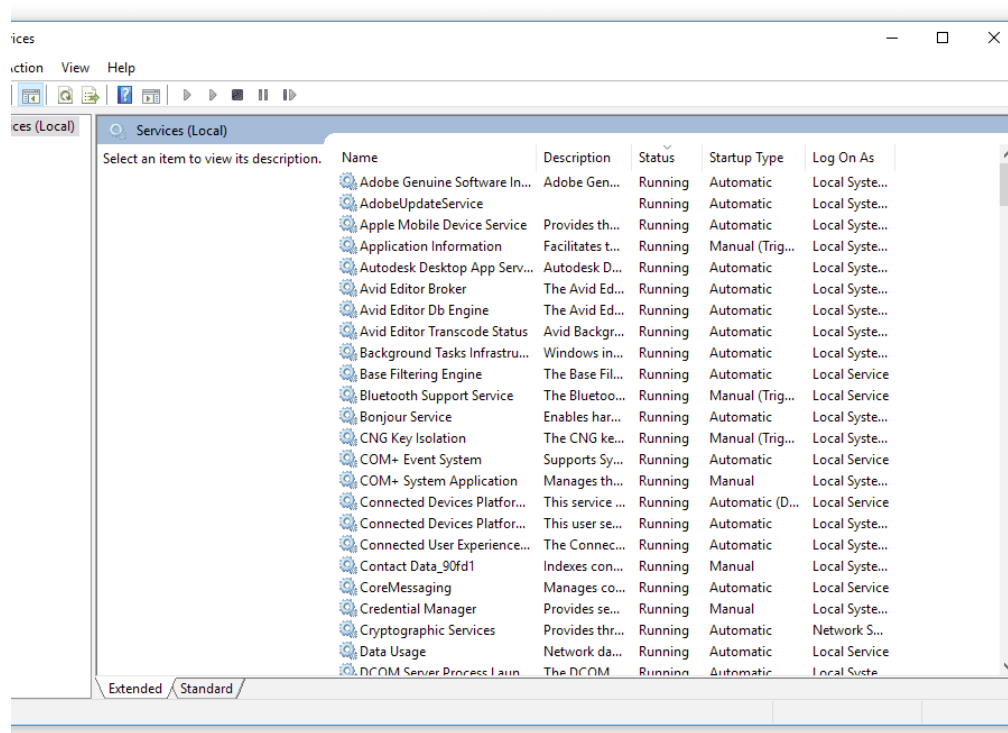 ices
ction View Help
ices (Local)
Services (Local)
Select an item to view its description.
Name Description Status Startup Type Log On As
Adobe Genuine Software In... Adobe Gen... Running Automatic Local Syste...
AdobeUpdateService Running Automatic Local Syste...
Apple Mobile Device Service Provides th... Running Automatic Local Syste...
Application Information Facilitates t... Running Manual (Trig... Local Syste...
Autodesk Desktop App Serv... Autodesk D... Running Automatic Local Syste...
Avid Editor Broker The Avid Ed... Running Automatic Local Syste...
Avid Editor Db Engine The Avid Ed... Running Automatic Local Syste...
Avid Editor Transcode Status Avid Backgr... Running Automatic Local Syste...
Background Tasks Infrastru... Windows in... Running Automatic Local Syste...
Base Filtering Engine The Base Fil... Running Automatic Local Service
Bluetooth Support Service The Bluetoo... Running Manual (Trig... Local Service
Bonjour Service Enables har... Running Automatic Local Syste...
CNG Key Isolation The CNG ke... Running Manual (Trig... Local Syste...
COM+ Event System Supports Sy... Running Automatic Local Service
COM+ System Application Manages th... Running Manual Local Syste...
Connected Devices Platfor... This service ... Running Automatic (D... Local Service
Connected Devices Platfor... This user se... Running Automatic Local Syste...
Connected User Experience... The Connec... Running Automatic Local Syste...
Contact Data_90fd1 Indexes con... Running Manual Local Syste...
CoreMessaging Manages co... Running Automatic Local Service
Credential Manager Provides se... Running Manual Local Syste...
Cryptographic Services Provides thr... Running Automatic Network S...
Data Usage Network da... Running Automatic Local Service
DCOM Server Process Laun... The DCOM ... Running Automatic Local Syste...
Extended Standard